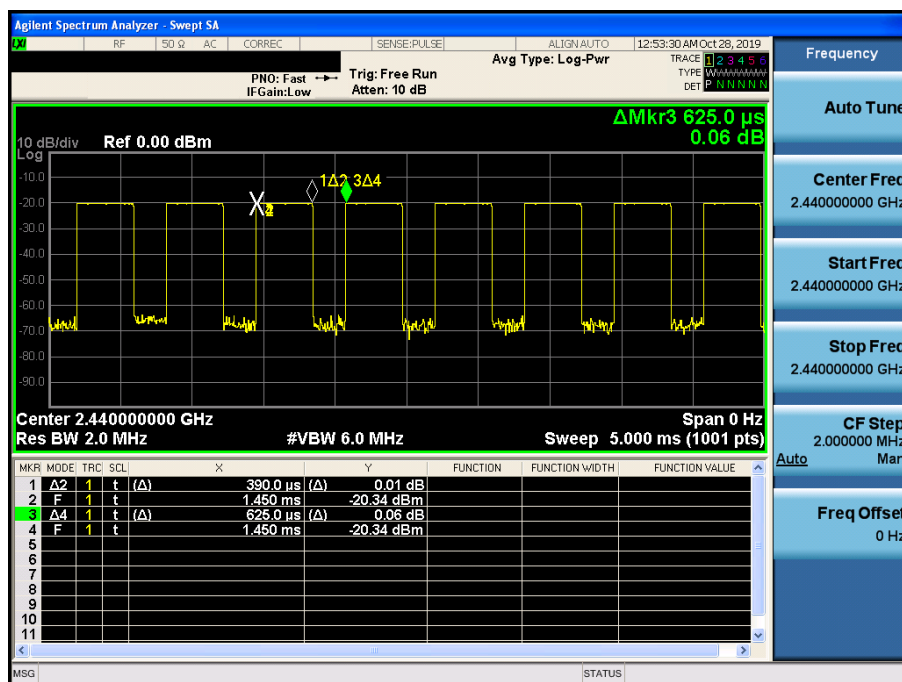 Agilent Spectrum Analyzer - Swept SA
LXI RF 50 Ω AC CORREC SENSE:PULSE ALIGN AUTO 12:53:30 AM Oct 28, 2019
Avg Type: Log-Pwr TRACE 1 2 3 4 5 6
PNO: Fast Trig: Free Run TYPE WWWWWW
IFGain:Low Atten: 10 dB DET P N N N N N
Frequency
Auto Tune
Center Freq
2.440000000 GHz
Start Freq
2.440000000 GHz
Stop Freq
2.440000000 GHz
CF Step
2.000000 MHz
Auto Man
Freq Offset
0 Hz
ΔMkr3 625.0 µs
0.06 dB
10 dB/div Ref 0.00 dBm
Log
1Δ2 3Δ4
-10.0
-20.0
-30.0
-40.0
-50.0
-60.0
-70.0
-80.0
-90.0
Center 2.440000000 GHz Span 0 Hz
Res BW 2.0 MHz #VBW 6.0 MHz Sweep 5.000 ms (1001 pts)
MKR MODE TRC SCL X Y FUNCTION FUNCTION WIDTH FUNCTION VALUE
1 Δ2 1 t (Δ) 390.0 µs (Δ) 0.01 dB
2 F 1 t 1.450 ms -20.34 dBm
3 Δ4 1 t (Δ) 625.0 µs (Δ) 0.06 dB
4 F 1 t 1.450 ms -20.34 dBm
5
6
7
8
9
10
11
MSG STATUS